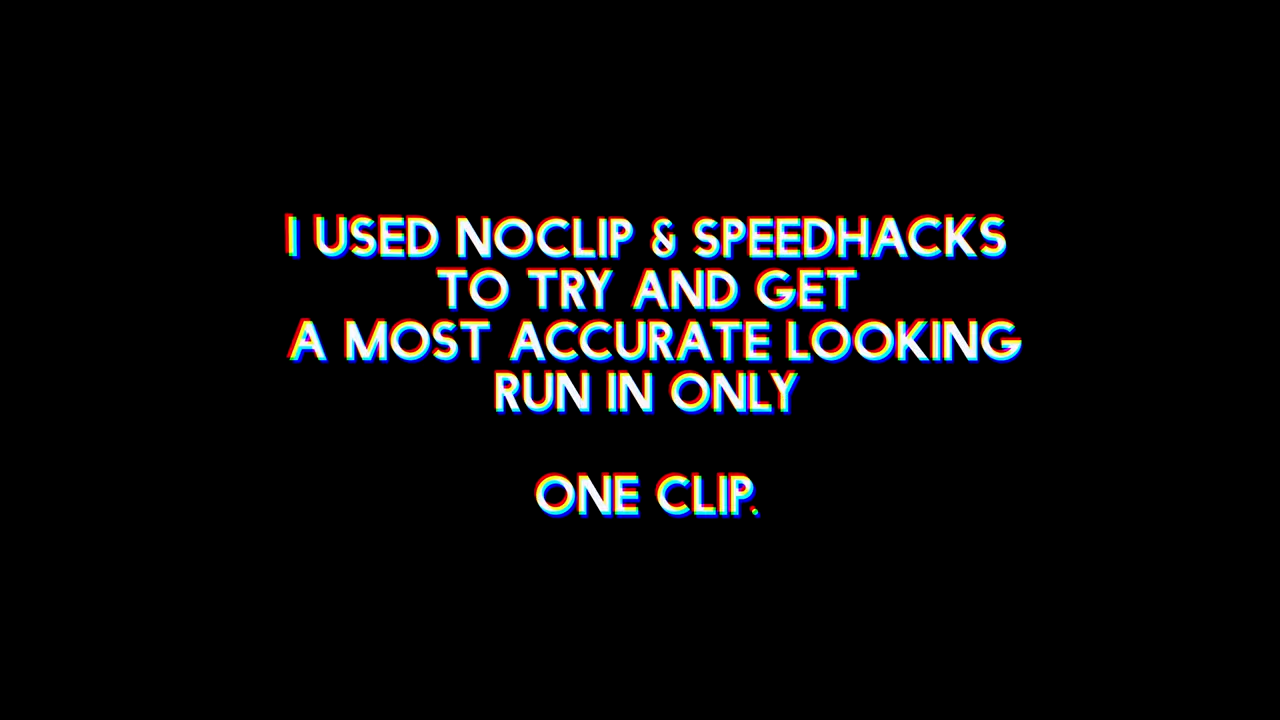 I USED NOCLIP & SPEEDHACKS
TO TRY AND GET
A MOST ACCURATE LOOKING
RUN IN ONLY
ONE CLIP.